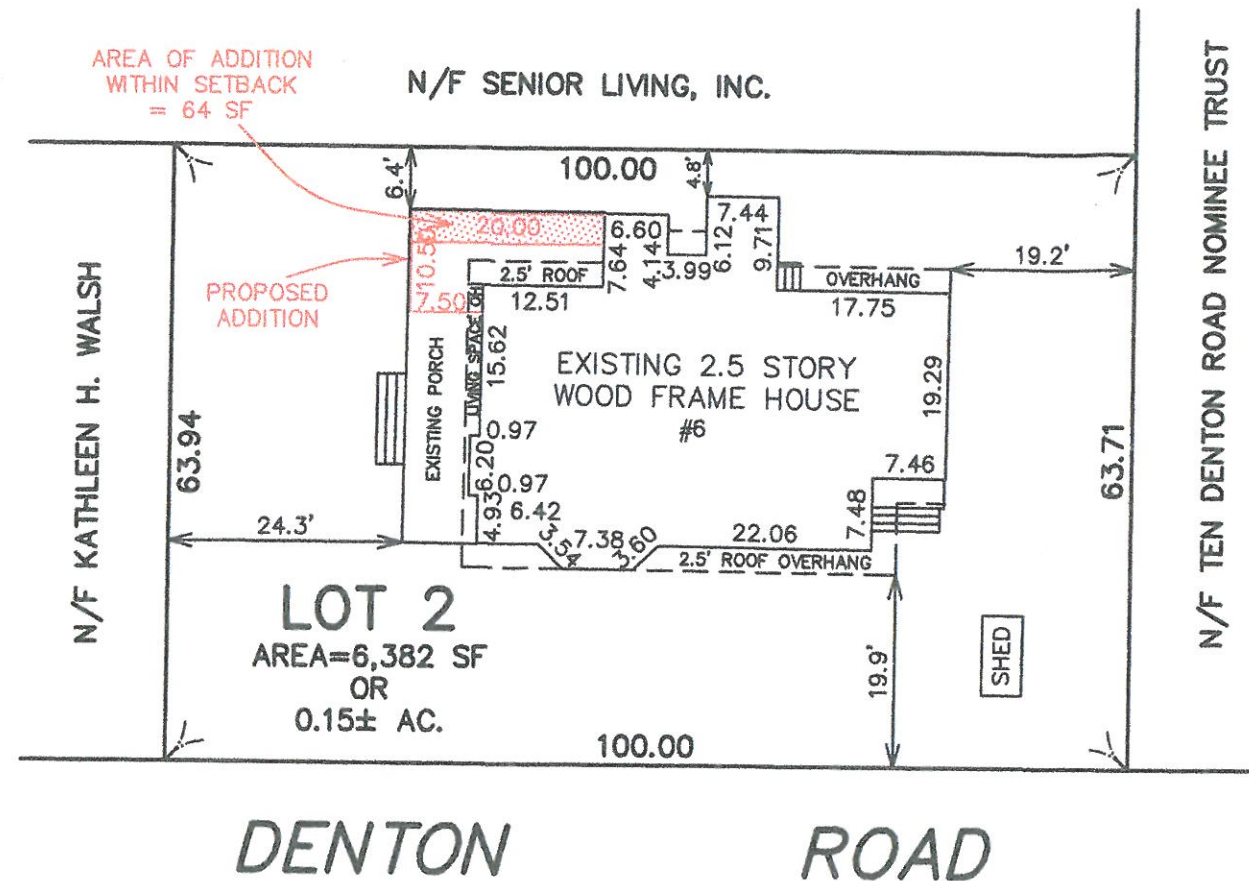 AREA OF ADDITION
WITHIN SETBACK
= 64 SF
N/F SENIOR LIVING, INC.
N/F TEN DENTON ROAD NOMINEE TRUST
N/F KATHLEEN H. WALSH
6.4'
100.00
4.8'
20.00
10.50
7.50
PROPOSED
ADDITION
6.60
7.64
4.14
3.99
6.12
7.44
9.71
19.2'
2.5' ROOF
OVERHANG
12.51
17.75
LIVING SPACE OH
15.62
EXISTING PORCH
EXISTING 2.5 STORY
WOOD FRAME HOUSE
#6
19.29
63.94
63.71
0.97
6.20
0.97
4.93
6.42
7.46
7.48
24.3'
3.54
7.38
3.60
22.06
2.5' ROOF OVERHANG
LOT 2
AREA=6,382 SF
OR
0.15± AC.
19.9'
SHED
100.00
DENTON ROAD